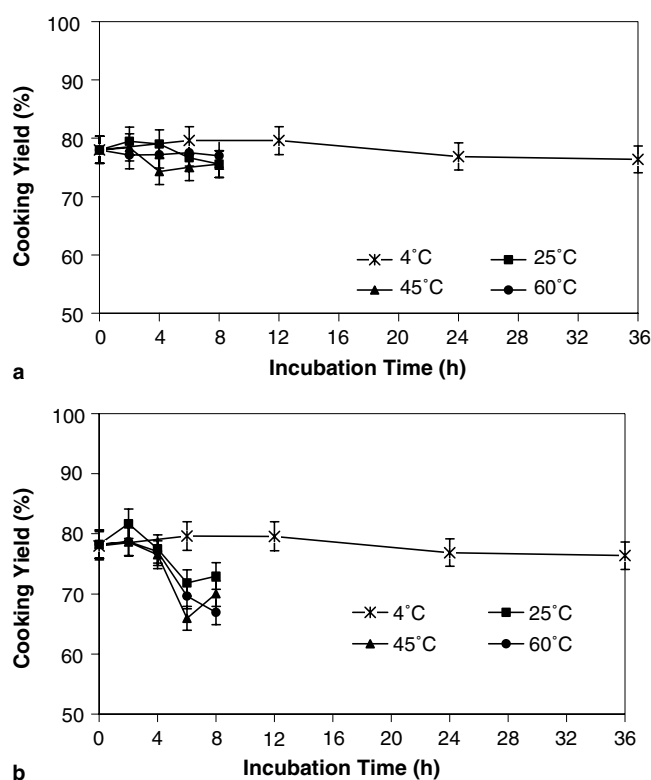 100
90
80
70
60
50
Cooking Yield (%)
4˚C 25˚C
45˚C 60˚C
0 4 8 12 16 20 24 28 32 36
Incubation Time (h)
a
100
90
80
70
60
50
Cooking Yield (%)
4˚C 25˚C
45˚C 60˚C
0 4 8 12 16 20 24 28 32 36
Incubation Time (h)
b